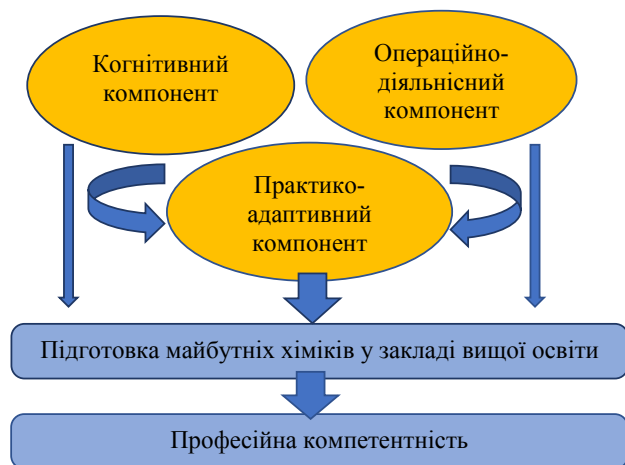 Когнітивний
компонент
Операційно-
діяльнісний
компонент
Практико-
адаптивний
компонент
Підготовка майбутніх хіміків у закладі вищої освіти
Професійна компетентність